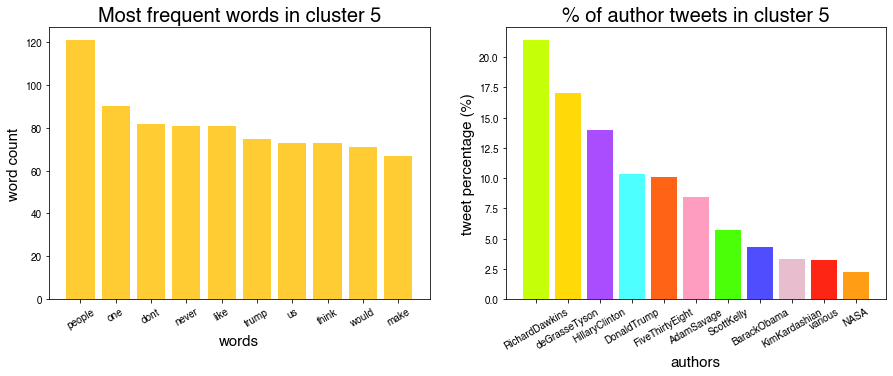 Most frequent words in cluster 5
120
100
80
60
40
20
0
word count
people
one
dont
never
like
trump
us
think
would
make
words
% of author tweets in cluster 5
20.0
17.5
15.0
12.5
10.0
7.5
5.0
2.5
0.0
tweet percentage (%)
RichardDawkins
deGrasseTyson
HillaryClinton
DonaldTrump
FiveThirtyEight
AdamSavage
ScottKelly
BarackObama
KimKardashian
various
NASA
authors